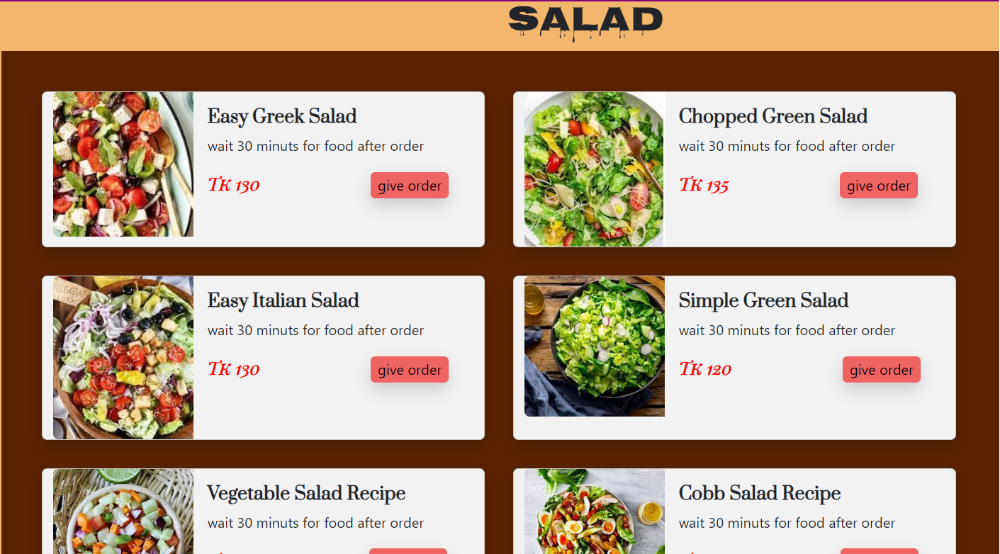 SALAD
Easy Greek Salad
wait 30 minuts for food after order
TK 130
give order
Chopped Green Salad
wait 30 minuts for food after order
TK 135
give order
Easy Italian Salad
wait 30 minuts for food after order
TK 130
give order
Simple Green Salad
wait 30 minuts for food after order
TK 120
give order
Vegetable Salad Recipe
wait 30 minuts for food after order
Cobb Salad Recipe
wait 30 minuts for food after order